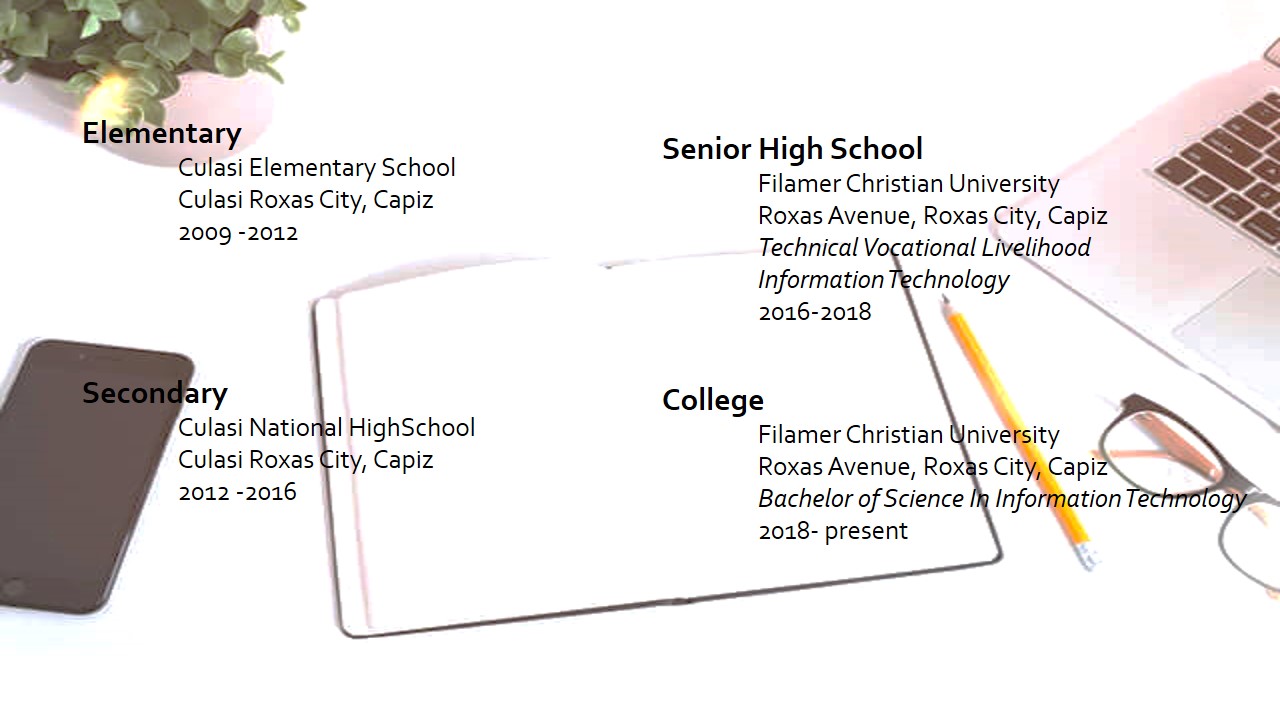 Elementary
Culasi Elementary School
Culasi Roxas City, Capiz
2009 -2012
Secondary
Culasi National HighSchool
Culasi Roxas City, Capiz
2012 -2016
Senior High School
Filamer Christian University
Roxas Avenue, Roxas City, Capiz
Technical Vocational Livelihood
Information Technology
2016-2018
College
Filamer Christian University
Roxas Avenue, Roxas City, Capiz
Bachelor of Science In Information Technology
2018- present